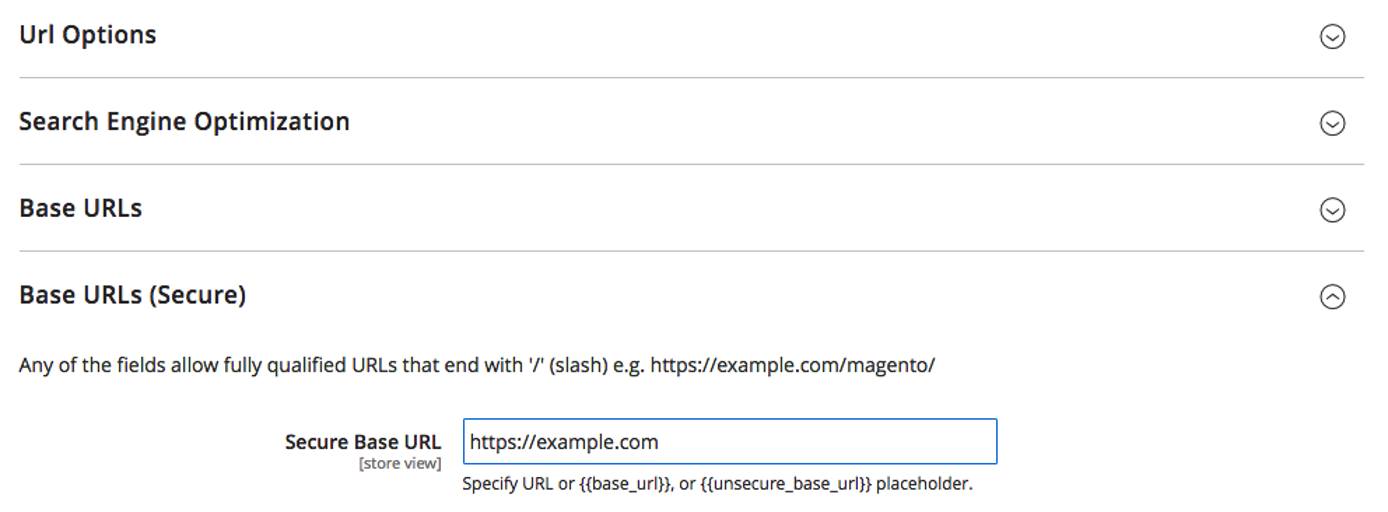 Url Options
Search Engine Optimization
Base URLs
Base URLs (Secure)
Any of the fields allow fully qualified URLs that end with '/' (slash) e.g. https://example.com/magento/
Secure Base URL https://example.com
[store view]
Specify URL or {{base_url}}, or {{unsecure_base_url}} placeholder.